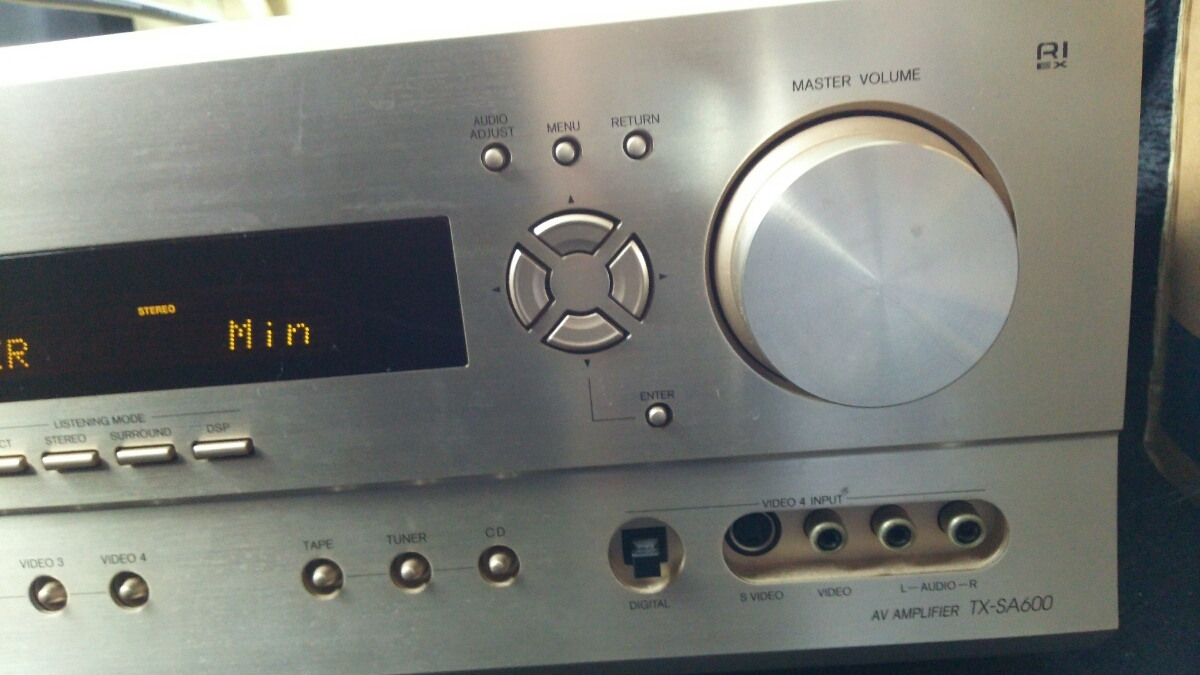 RI
EX
MASTER VOLUME
AUDIO
ADJUST
MENU
RETURN
STEREO
Min
ENTER
LISTENING MODE
STEREO
SURROUND
DSP
VIDEO 3
VIDEO 4
TAPE
TUNER
CD
VIDEO 4 INPUT
DIGITAL
S VIDEO
VIDEO
L—AUDIO—R
AV AMPLIFIER TX-SA600